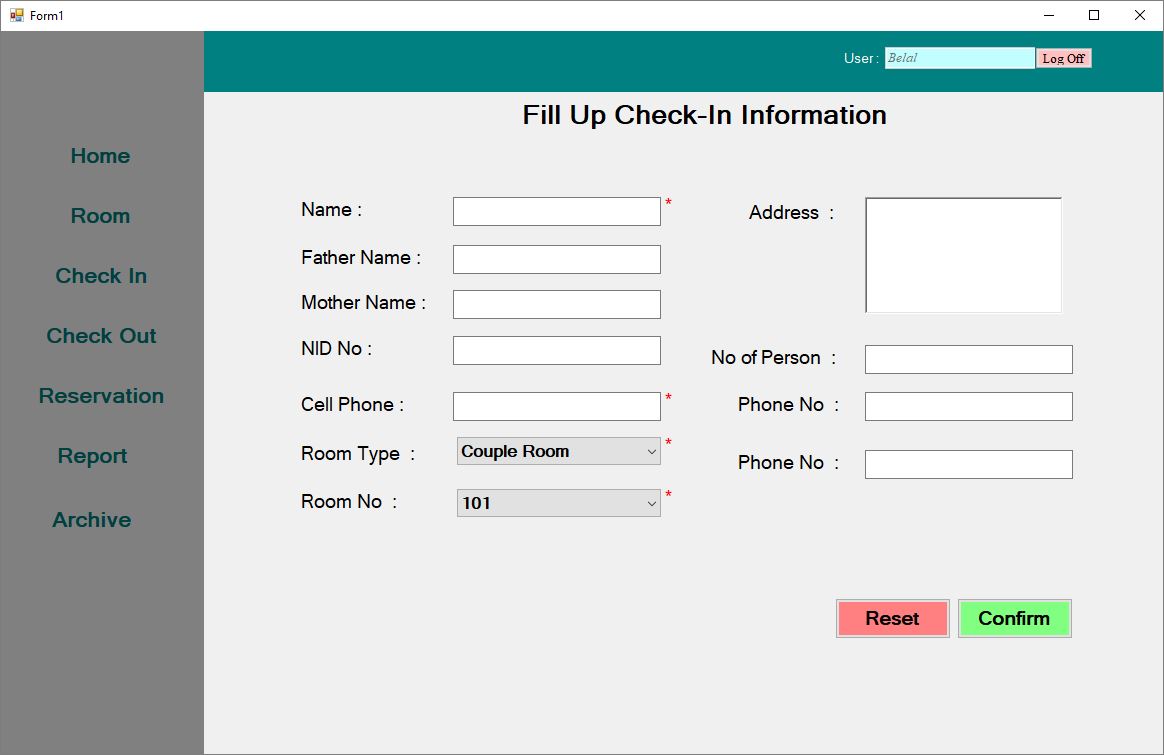 Form1
User : Belal Log Off
Fill Up Check-In Information
Home
Room
Check In
Check Out
Reservation
Report
Archive
Name : *
Father Name :
Mother Name :
NID No :
Cell Phone : *
Room Type : Couple Room *
Room No : 101 *
Address :
No of Person :
Phone No :
Phone No :
Reset Confirm